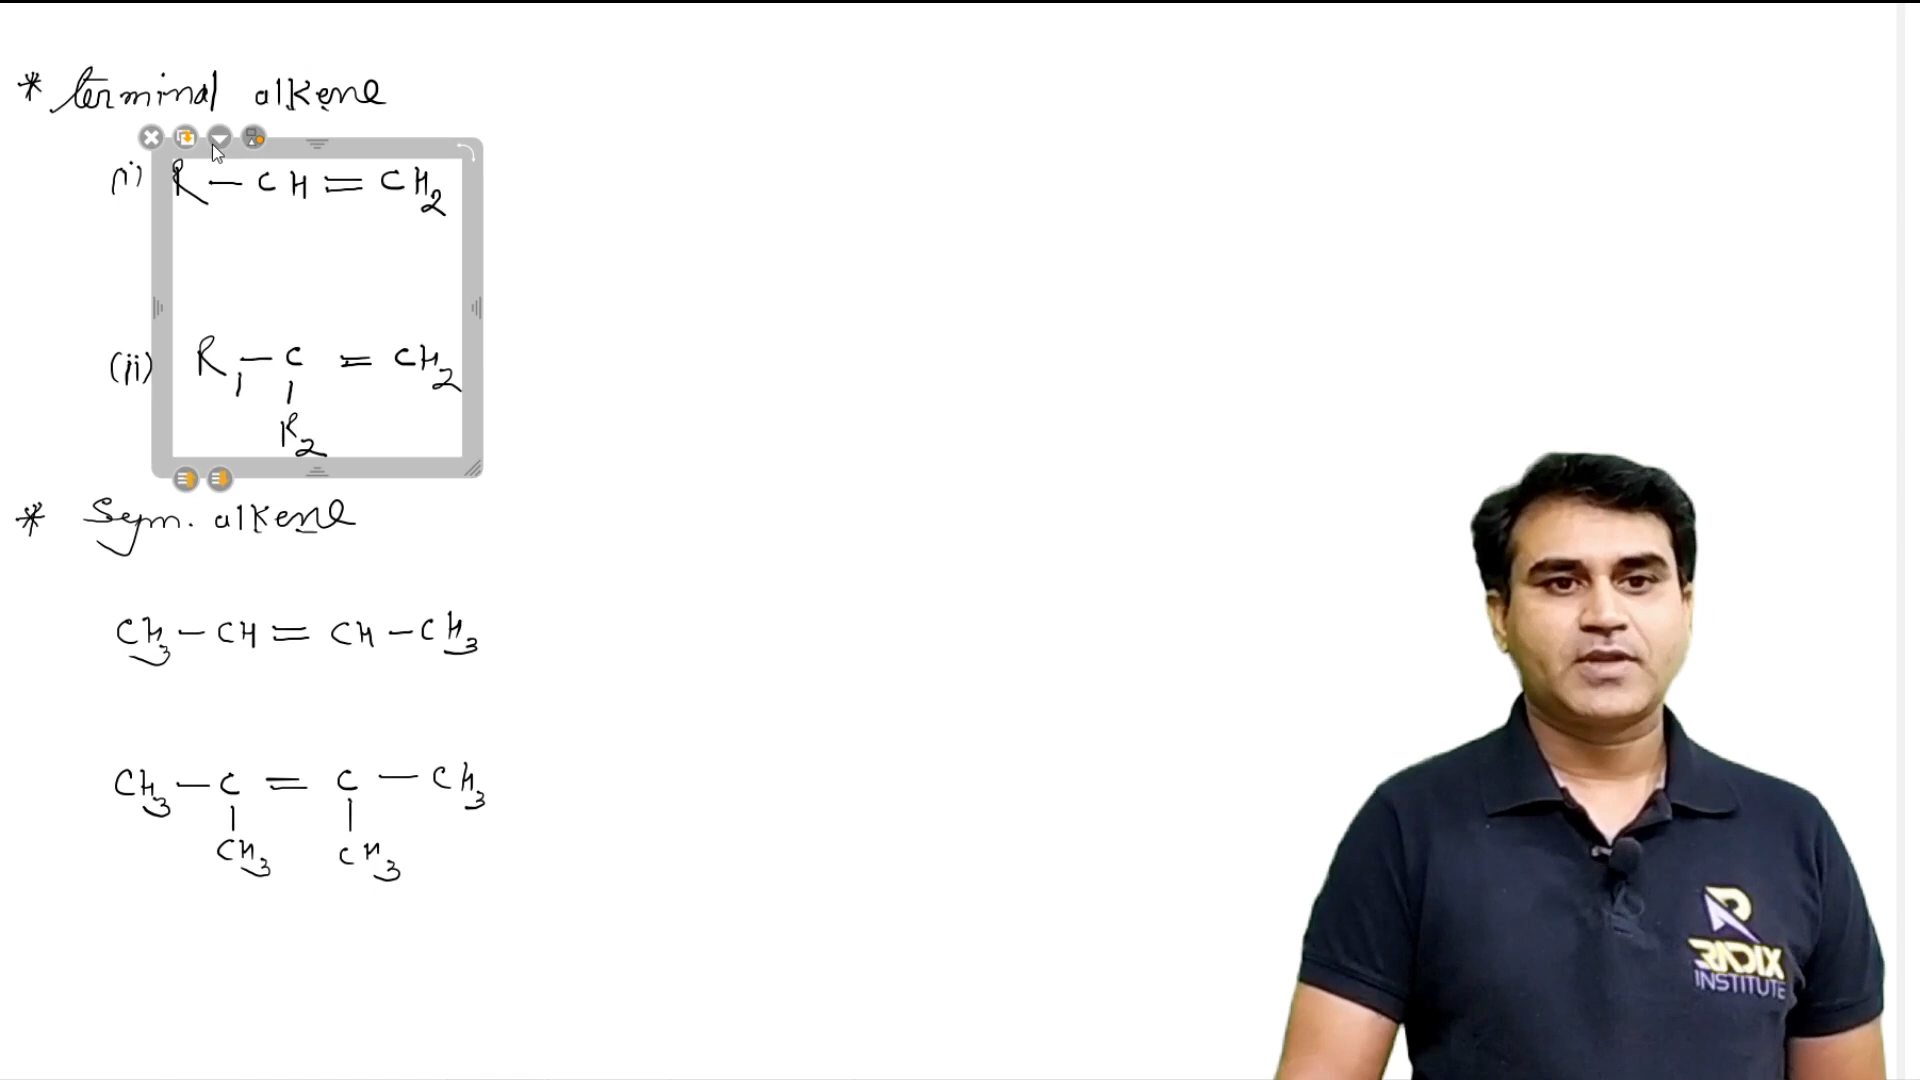 * terminal alkene
(i) R — CH = CH2
(ii) R1 — C = CH2
|
R2
* Sym. alkene
CH3 — CH = CH — CH3
CH3 — C = C — CH3
| |
CH3 CH3
RADIX
INSTITUTE